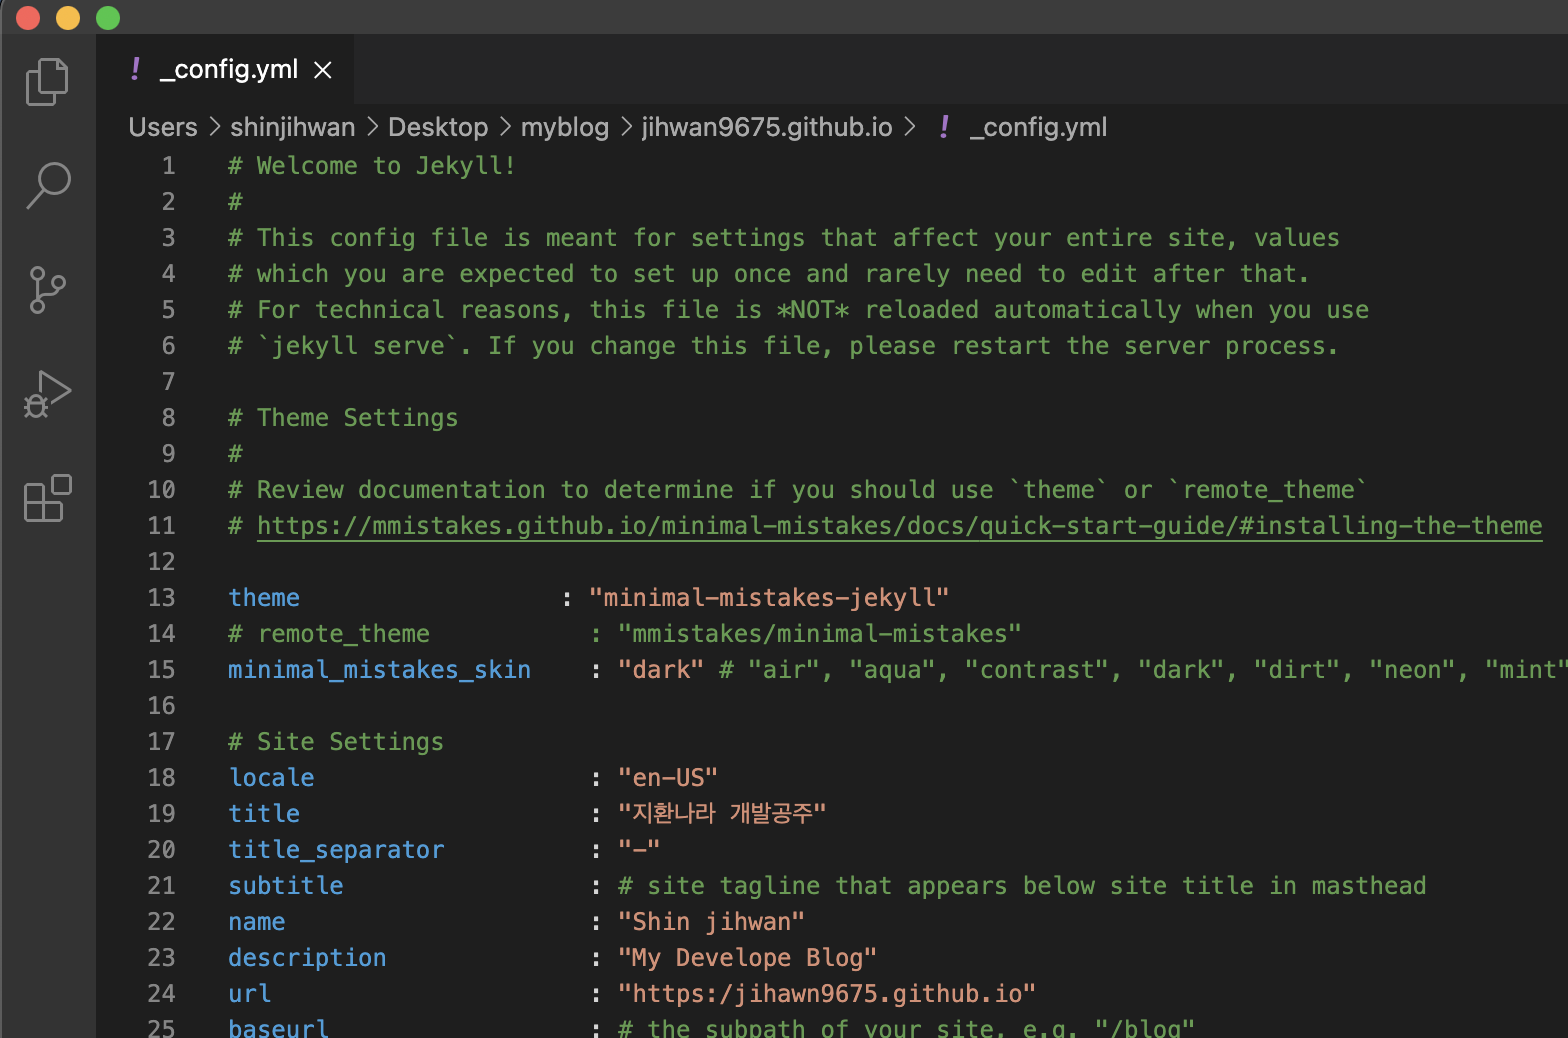 ! _config.yml ×
Users > shinjihwan > Desktop > myblog > jihwan9675.github.io > ! _config.yml
1 # Welcome to Jekyll!
2 #
3 # This config file is meant for settings that affect your entire site, values
4 # which you are expected to set up once and rarely need to edit after that.
5 # For technical reasons, this file is *NOT* reloaded automatically when you use
6 # `jekyll serve`. If you change this file, please restart the server process.
7
8 # Theme Settings
9 #
10 # Review documentation to determine if you should use `theme` or `remote_theme`
11 # https://mmistakes.github.io/minimal-mistakes/docs/quick-start-guide/#installing-the-theme
12
13 theme : "minimal-mistakes-jekyll"
14 # remote_theme : "mmistakes/minimal-mistakes"
15 minimal_mistakes_skin : "dark" # "air", "aqua", "contrast", "dark", "dirt", "neon", "mint"
16
17 # Site Settings
18 locale : "en-US"
19 title : "지환나라 개발공주"
20 title_separator : "-"
21 subtitle : # site tagline that appears below site title in masthead
22 name : "Shin jihwan"
23 description : "My Develope Blog"
24 url : "https:/jihawn9675.github.io"
25 baseurl : # the subpath of your site, e.g. "/blog"